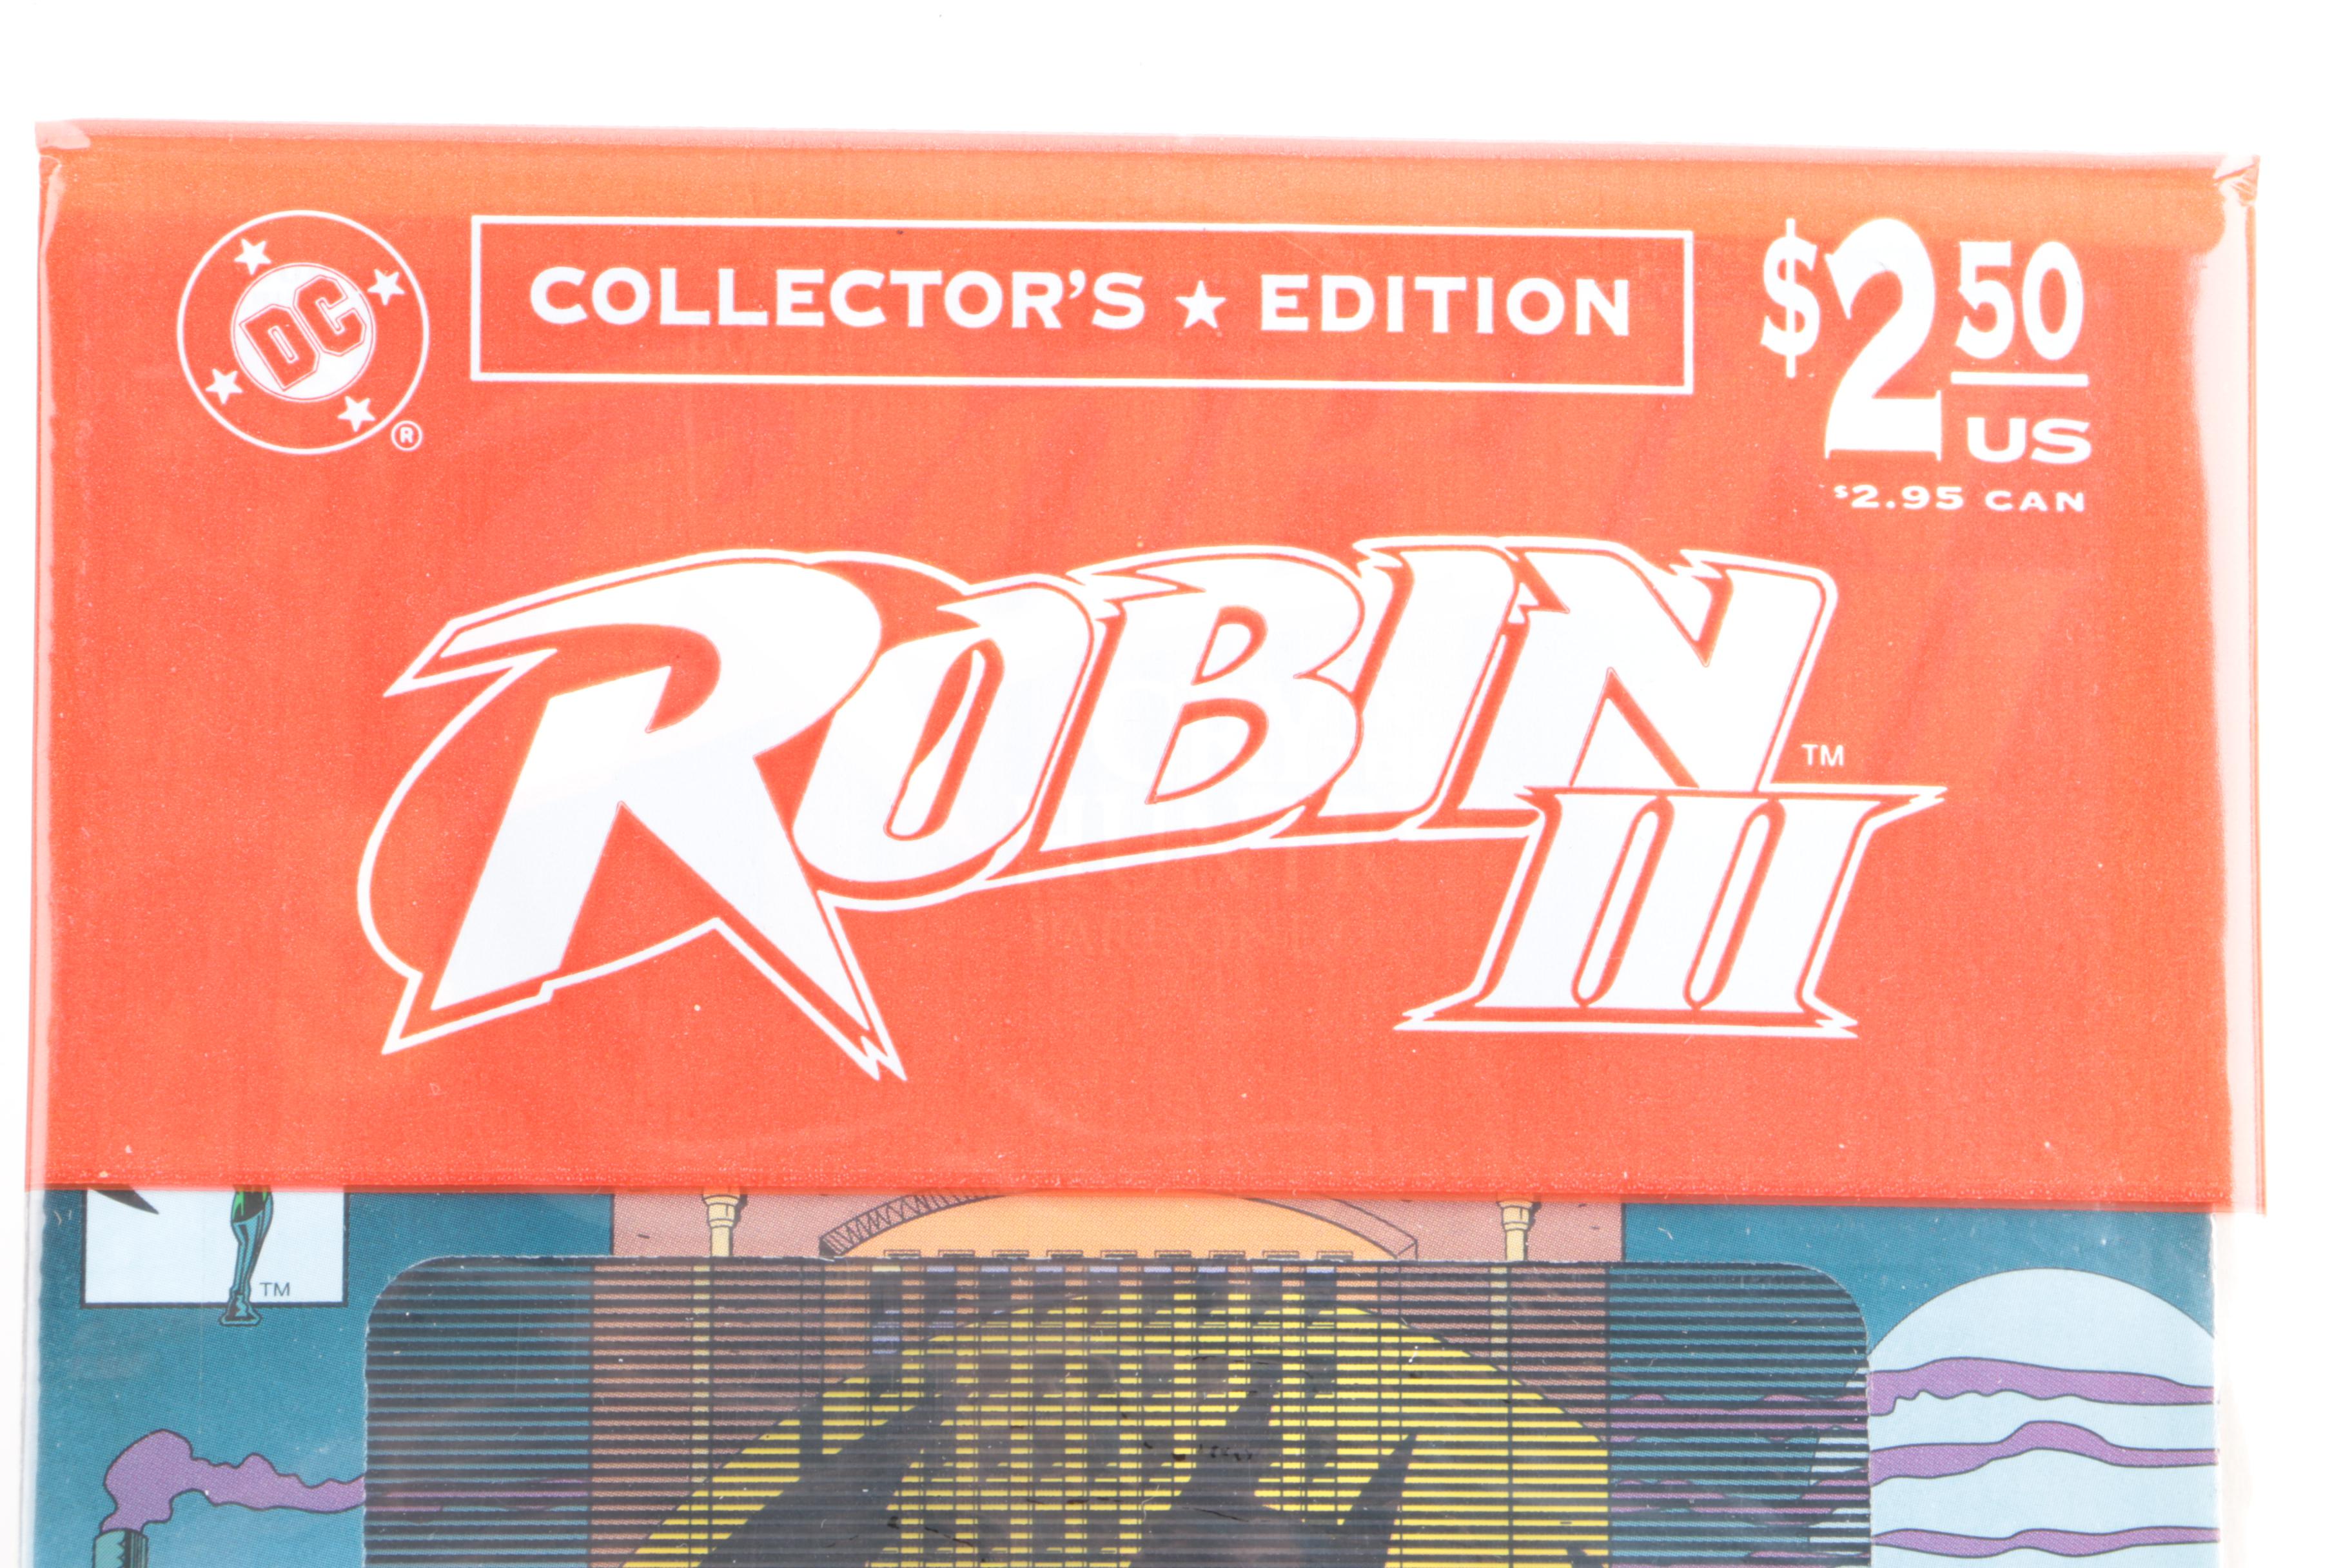 DC
®
COLLECTOR'S ★ EDITION
$2.50
US
$2.95 CAN
ROBIN
TM
III
TM